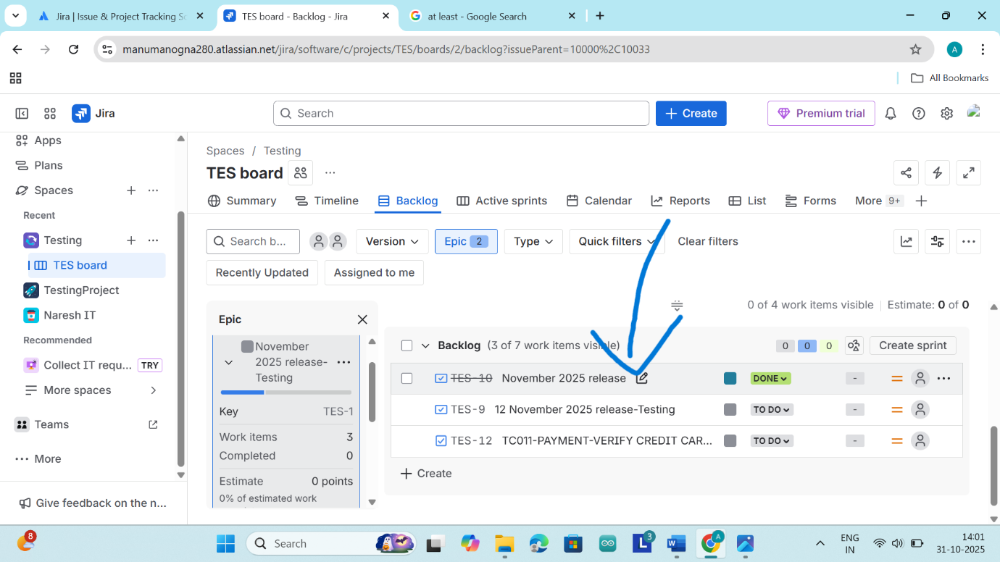 Jira | Issue & Project Tracking So
TES board - Backlog - Jira
at least - Google Search
manumanogna280.atlassian.net/jira/software/c/projects/TES/boards/2/backlog?issueParent=10000%2C10033
A
All Bookmarks
Jira
Search
Create
Premium trial
Apps
Plans
Spaces
Recent
Testing
TES board
TestingProject
Naresh IT
Recommended
Collect IT requ... TRY
More spaces
Teams
More
Give feedback on the n...
Spaces / Testing
TES board
Summary Timeline Backlog Active sprints Calendar Reports List Forms More 9+
Search b... Version Epic 2 Type Quick filters Clear filters
Recently Updated Assigned to me
0 of 4 work items visible Estimate: 0 of 0
Epic
November
2025 release-
Testing
Key TES-1
Work items 3
Completed 0
Estimate 0 points
0% of estimated work
Backlog (3 of 7 work items visible) 0 0 0 Create sprint
TES-10 November 2025 release DONE -
TES-9 12 November 2025 release-Testing TO DO -
TES-12 TC011-PAYMENT-VERIFY CREDIT CAR... TO DO -
Create
8
Search
L 3
W
A
ENG
IN
14:01
31-10-2025